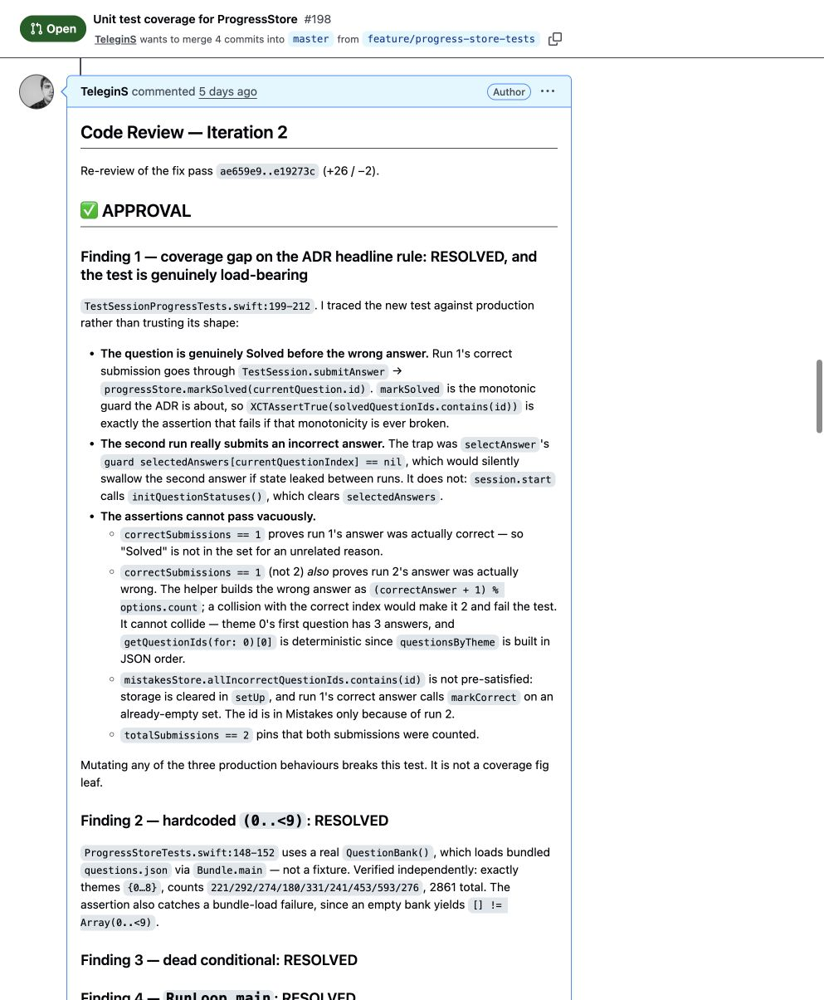 Open
Unit test coverage for ProgressStore #198
TeleginS wants to merge 4 commits into master from feature/progress-store-tests
TeleginS commented 5 days ago
Author
Code Review — Iteration 2
Re-review of the fix pass ae659e9..e19273c (+26 / −2).
✅ APPROVAL
Finding 1 — coverage gap on the ADR headline rule: RESOLVED, and
the test is genuinely load-bearing
TestSessionProgressTests.swift:199-212 . I traced the new test against production
rather than trusting its shape:
• The question is genuinely Solved before the wrong answer. Run 1's correct
submission goes through TestSession.submitAnswer →
progressStore.markSolved(currentQuestion.id) . markSolved is the monotonic
guard the ADR is about, so XCTAssertTrue(solvedQuestionIds.contains(id)) is
exactly the assertion that fails if that monotonicity is ever broken.
• The second run really submits an incorrect answer. The trap was selectAnswer 's
guard selectedAnswers[currentQuestionIndex] == nil , which would silently
swallow the second answer if state leaked between runs. It does not: session.start
calls initQuestionStatuses() , which clears selectedAnswers .
• The assertions cannot pass vacuously.
◦ correctSubmissions == 1 proves run 1's answer was actually correct — so
"Solved" is not in the set for an unrelated reason.
◦ correctSubmissions == 1 (not 2) also proves run 2's answer was actually
wrong. The helper builds the wrong answer as (correctAnswer + 1) %
options.count ; a collision with the correct index would make it 2 and fail the test.
It cannot collide — theme 0's first question has 3 answers, and
getQuestionIds(for: 0)[0] is deterministic since questionsByTheme is built in
JSON order.
◦ mistakesStore.allIncorrectQuestionIds.contains(id) is not pre-satisfied:
storage is cleared in setUp , and run 1's correct answer calls markCorrect on an
already-empty set. The id is in Mistakes only because of run 2.
◦ totalSubmissions == 2 pins that both submissions were counted.
Mutating any of the three production behaviours breaks this test. It is not a coverage fig
leaf.
Finding 2 — hardcoded (0..<9) : RESOLVED
ProgressStoreTests.swift:148-152 uses a real QuestionBank() , which loads bundled
questions.json via Bundle.main — not a fixture. Verified independently: exactly
themes {0…8} , counts 221/292/274/180/331/241/453/593/276 , 2861 total. The
assertion also catches a bundle-load failure, since an empty bank yields [] !=
Array(0..<9) .
Finding 3 — dead conditional: RESOLVED
Finding 4 — RunLoop.main : RESOLVED